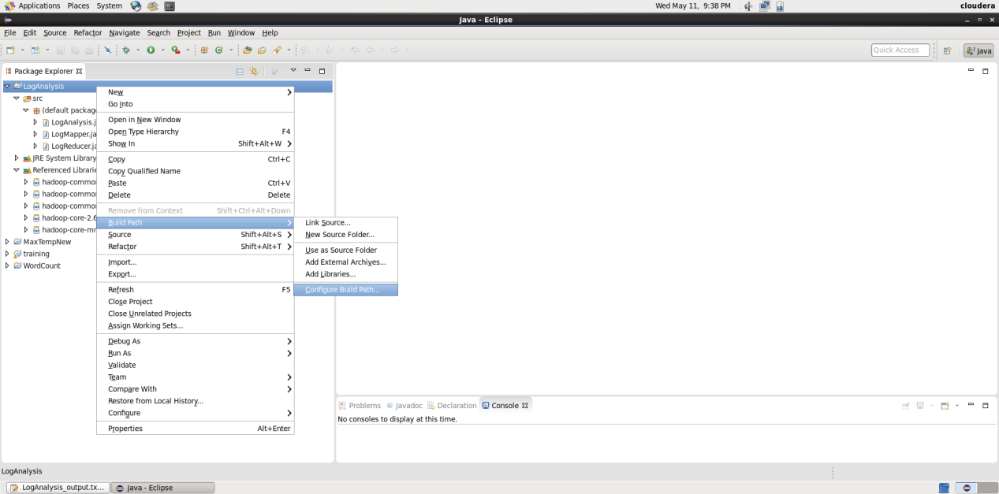 Applications Places System Wed May 11, 9:38 PM cloudera
Java - Eclipse
File Edit Source Refactor Navigate Search Project Run Window Help
Quick Access Java
Package Explorer
LogAnalysis
src
(default packag
LogAnalysis.j
LogMapper.ja
LogReducer.ja
JRE System Library
Referenced Librarie
hadoop-commo
hadoop-commo
hadoop-commo
hadoop-core-2.6
hadoop-core-mr
MaxTempNew
training
WordCount
New
Go Into
Open in New Window
Open Type Hierarchy F4
Show In Shift+Alt+W
Copy Ctrl+C
Copy Qualified Name
Paste Ctrl+V
Delete Delete
Remove from Context Shift+Ctrl+Alt+Down
Build Path
Source Shift+Alt+S
Refactor Shift+Alt+T
Import...
Export...
Refresh F5
Close Project
Close Unrelated Projects
Assign Working Sets...
Debug As
Run As
Validate
Team
Compare With
Restore from Local History...
Configure
Properties Alt+Enter
Link Source...
New Source Folder...
Use as Source Folder
Add External Archives...
Add Libraries...
Configure Build Path...
Problems Javadoc Declaration Console
No consoles to display at this time.
LogAnalysis
LogAnalysis_output.tx... Java - Eclipse